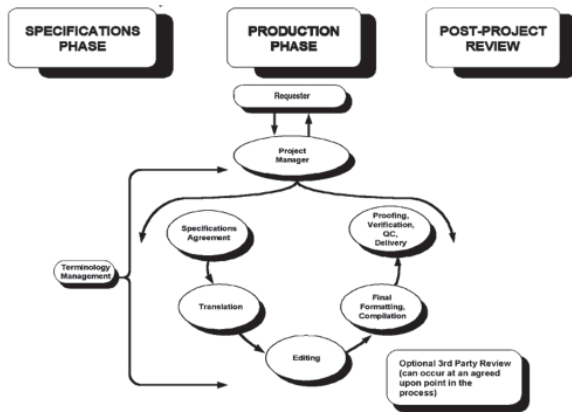 SPECIFICATIONS
PHASE
PRODUCTION
PHASE
POST-PROJECT
REVIEW
Requester
Project
Manager
Specifications
Agreement
Proofing,
Verification,
QC,
Delivery
Terminology
Management
Translation
Final
Formatting,
Compilation
Editing
Optional 3rd Party Review
(can occur at an agreed
upon point in the
process)